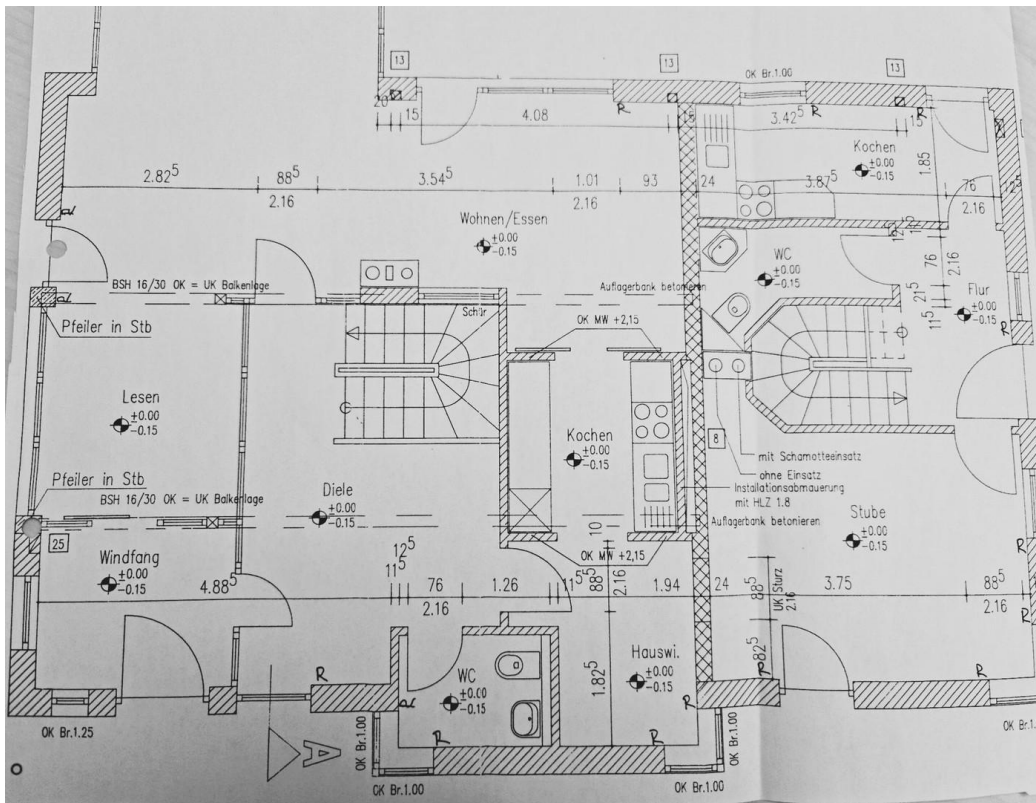 13
13
13
OK Br.1.00
20
15
4.08
15
3.42⁵
15
R
R
R
Kochen
±0.00
-0.15
1.85
2.82⁵
88⁵
2.16
3.54⁵
1.01
2.16
93
24
3.87⁵
76
2.16
12⁵
al
Wohnen/Essen
±0.00
-0.15
WC
±0.00
-0.15
76
2.16
21⁵
11⁵
Flur
±0.00
-0.15
R
BSH 16/30 OK = UK Balkenlage
al
Auflagerbank betonieren
Pfeiler in Stb
Schür
OK MW +2,15
Lesen
±0.00
-0.15
Kochen
±0.00
-0.15
8
mit Schamotteeinsatz
ohne Einsatz
Installationsabmauerung
mit HLZ 1.8
Pfeiler in Stb
BSH 16/30 OK = UK Balkenlage
Diele
±0.00
-0.15
Auflagerbank betonieren
Stube
±0.00
-0.15
25
10
OK MW +2,15
R
Windfang
±0.00
-0.15
4.88⁵
11⁵
12⁵
76
2.16
1.26
11⁵
88⁵
2.16
1.94
24
88⁵
UK Sturz
2.16
3.75
88⁵
2.16
R
1.82⁵
82⁵
Hauswi.
±0.00
-0.15
R
R
R
R
WC
±0.00
-0.15
al
R
R
OK Br.1.25
A
OK Br.1.00
OK Br.1.00
OK Br.1.00
OK Br.1.00
OK Br.1.